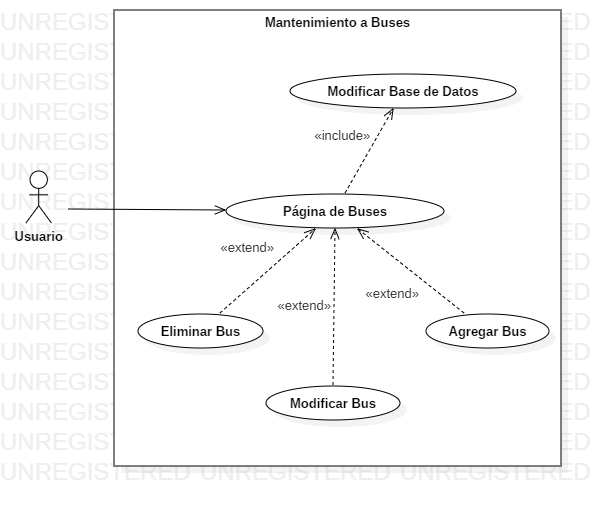 Mantenimiento a Buses
Modificar Base de Datos
«include»
Página de Buses
Usuario
«extend»
«extend»
«extend»
Eliminar Bus
Agregar Bus
Modificar Bus
UNREGISTERED UNREGISTERED UNREGISTERED